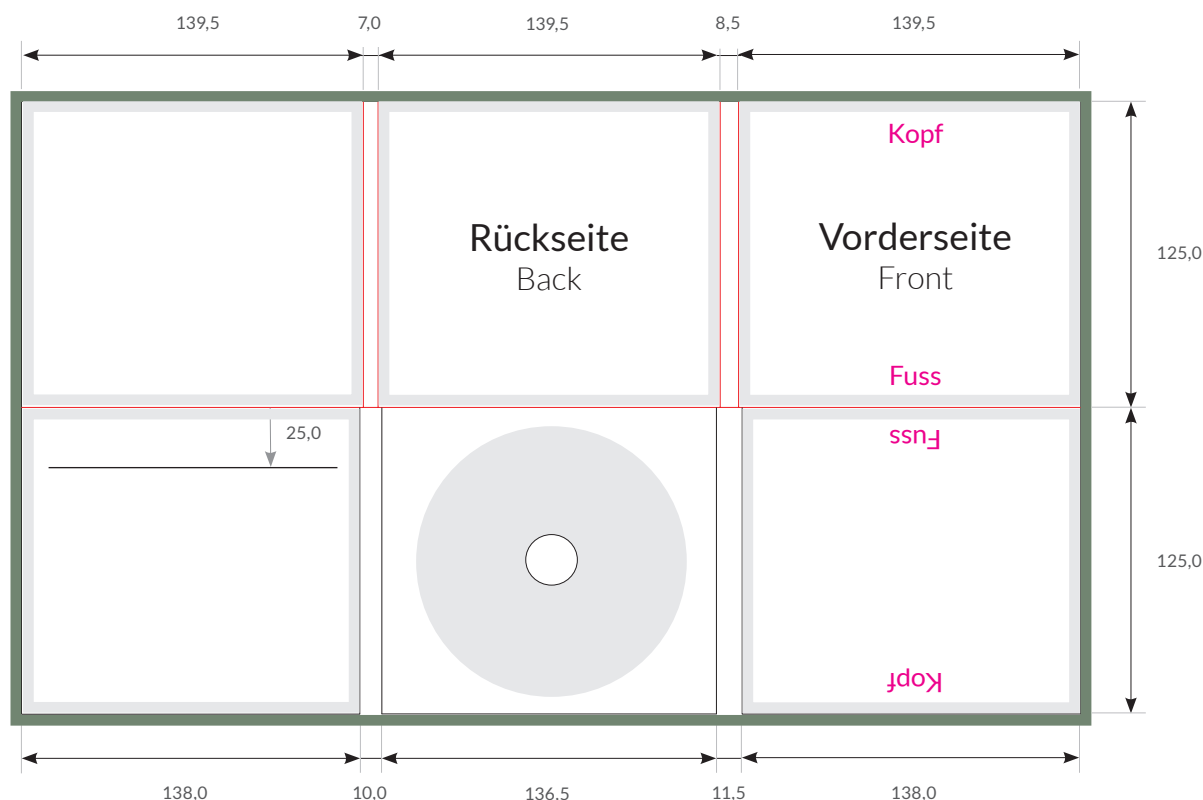 139,5
7,0
139,5
8,5
139,5
Kopf
Rückseite
Back
Vorderseite
Front
125,0
Fuss
25,0
Fuss
125,0
Kopf
138,0
10,0
136,5
11,5
138,0